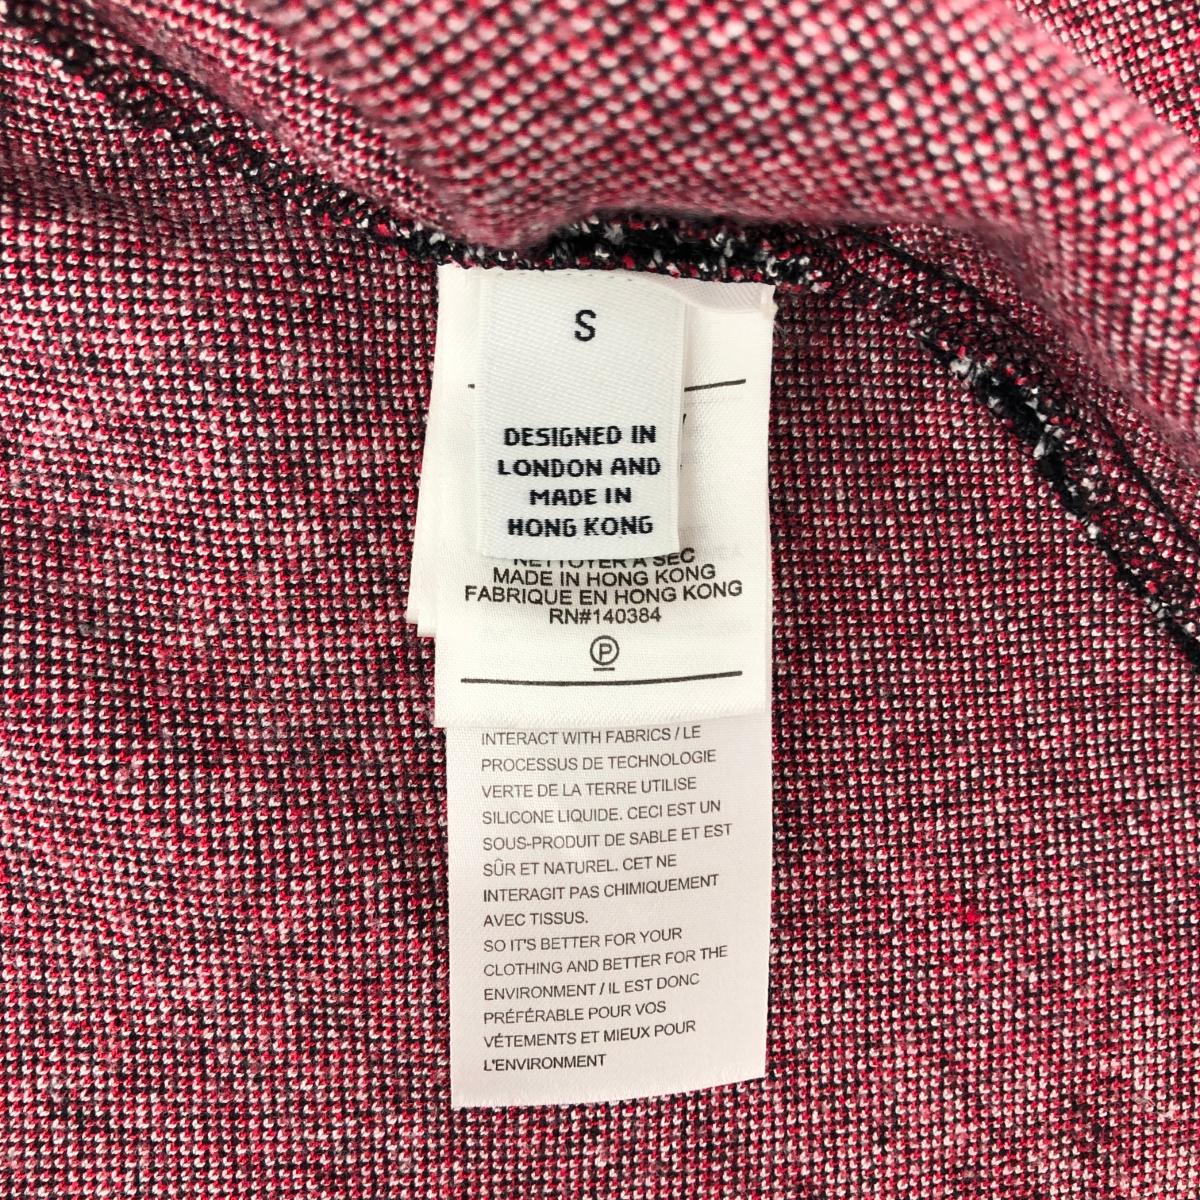 S
DESIGNED IN
LONDON AND
MADE IN
HONG KONG
NETTOYER A SEC
MADE IN HONG KONG
FABRIQUE EN HONG KONG
RN#140384
P
INTERACT WITH FABRICS / LE
PROCESSUS DE TECHNOLOGIE
VERTE DE LA TERRE UTILISE
SILICONE LIQUIDE. CECI EST UN
SOUS-PRODUIT DE SABLE ET EST
SÛR ET NATUREL. CET NE
INTERAGIT PAS CHIMIQUEMENT
AVEC TISSUS.
SO IT'S BETTER FOR YOUR
CLOTHING AND BETTER FOR THE
ENVIRONMENT / IL EST DONC
PRÉFÉRABLE POUR VOS
VÉTEMENTS ET MIEUX POUR
L'ENVIRONMENT